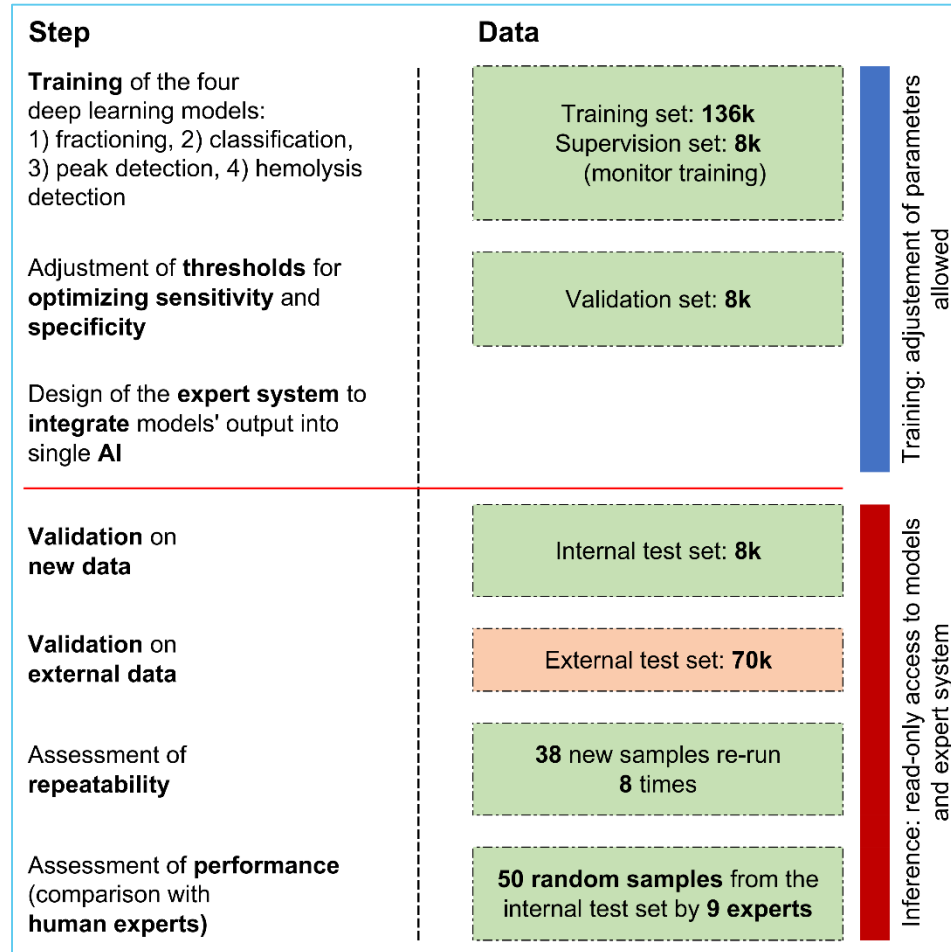 Step
Data
Training of the four
deep learning models:
1) fractioning, 2) classification,
3) peak detection, 4) hemolysis
detection
Training set: 136k
Supervision set: 8k
(monitor training)
Adjustment of thresholds for
optimizing sensitivity and
specificity
Validation set: 8k
Design of the expert system to
integrate models' output into
single AI
Training: adjustement of parameters
allowed
Validation on
new data
Internal test set: 8k
Validation on
external data
External test set: 70k
Assessment of
repeatability
38 new samples re-run
8 times
Assessment of performance
(comparison with
human experts)
50 random samples from the
internal test set by 9 experts
Inference: read-only access to models
and expert system